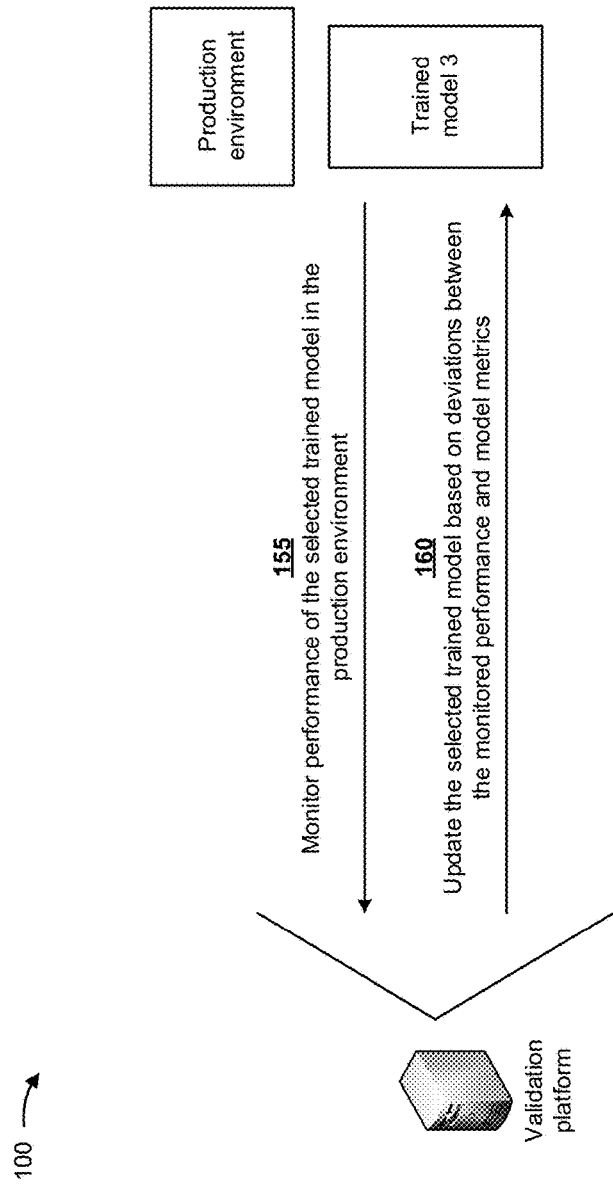 100
Production
environment
155
Monitor performance of the selected trained model in the
production environment
Trained
model 3
160
Update the selected trained model based on deviations between
the monitored performance and model metrics
Validation
platform